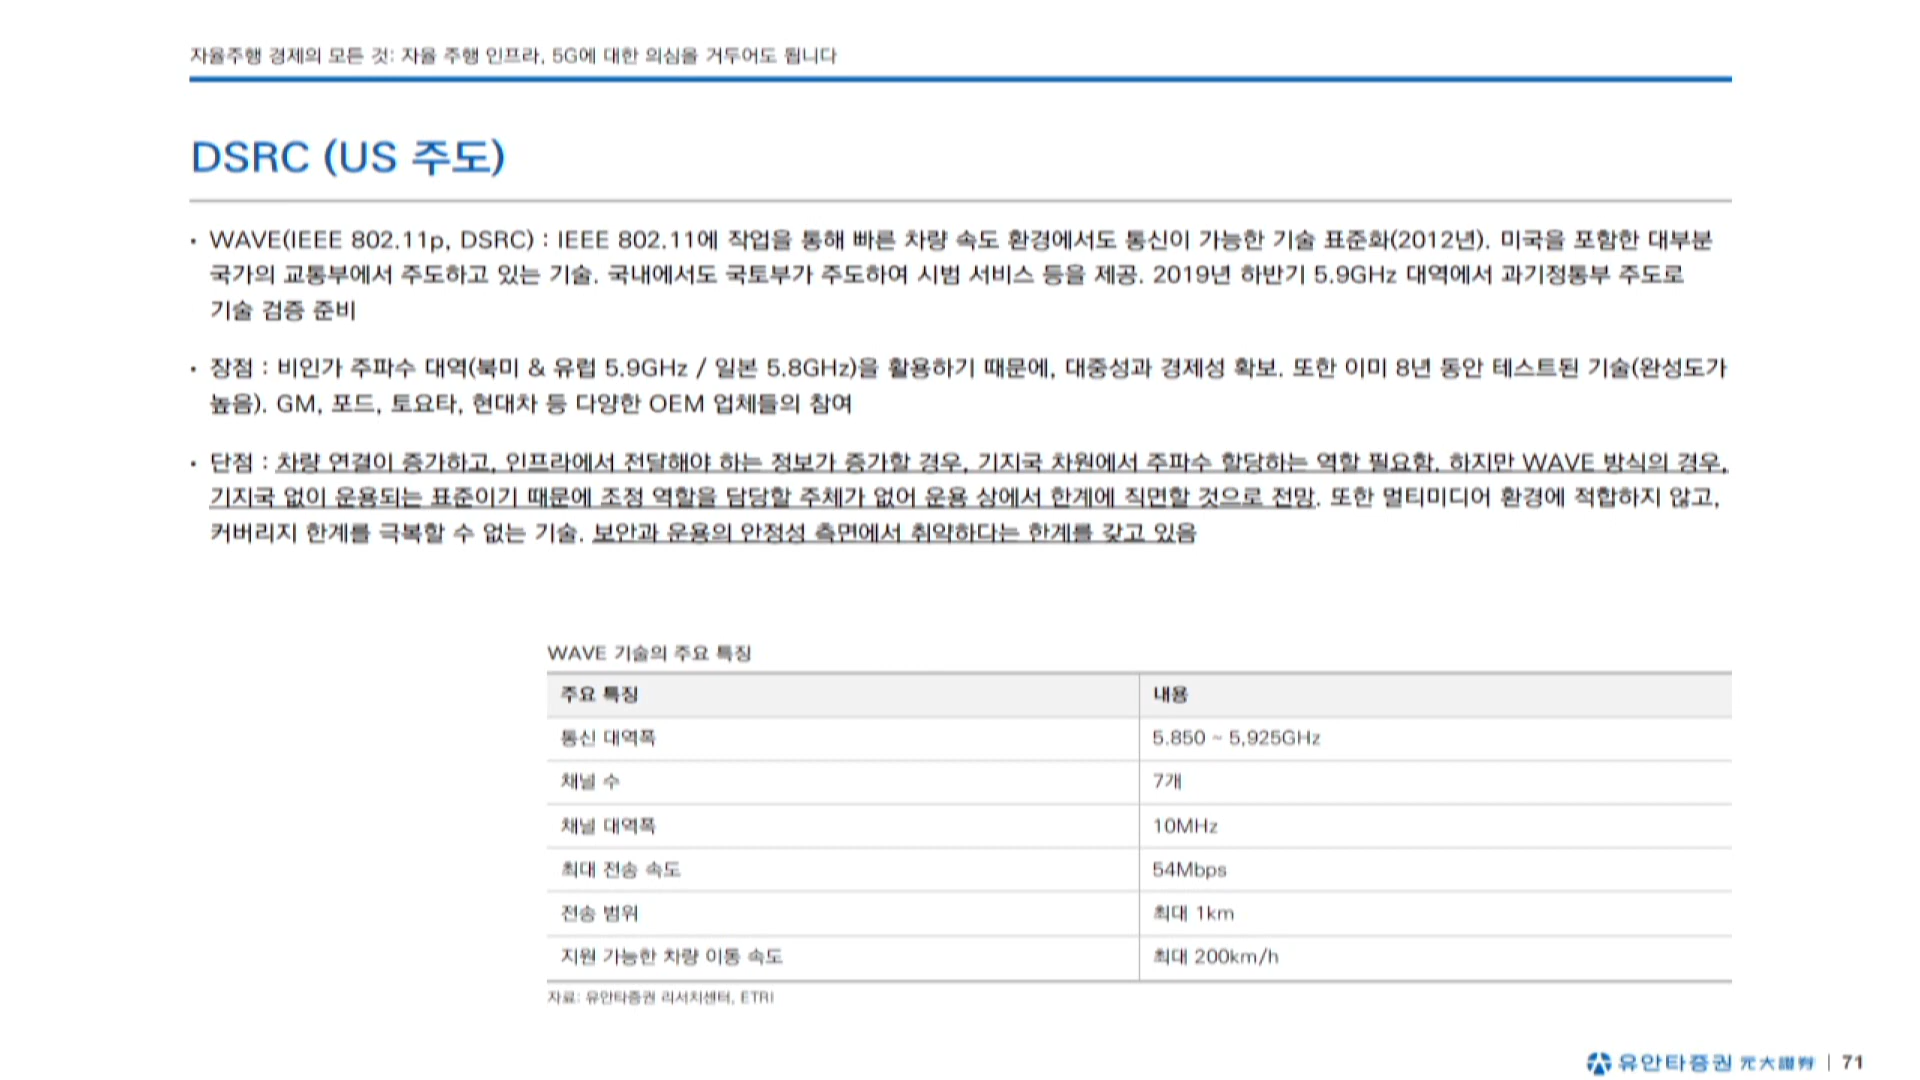 자율주행 경제의 모든 것: 자율 주행 인프라, 5G에 대한 의심을 거두어도 됩니다
DSRC (US 주도)
• WAVE(IEEE 802.11p, DSRC) : IEEE 802.11에 작업을 통해 빠른 차량 속도 환경에서도 통신이 가능한 기술 표준화(2012년). 미국을 포함한 대부분
국가의 교통부에서 주도하고 있는 기술. 국내에서도 국토부가 주도하여 시범 서비스 등을 제공. 2019년 하반기 5.9GHz 대역에서 과기정통부 주도로
기술 검증 준비
• 장점 : 비인가 주파수 대역(북미 & 유럽 5.9GHz / 일본 5.8GHz)을 활용하기 때문에, 대중성과 경제성 확보. 또한 이미 8년 동안 테스트된 기술(완성도가
높음). GM, 포드, 토요타, 현대차 등 다양한 OEM 업체들의 참여
• 단점 : 차량 연결이 증가하고, 인프라에서 전달해야 하는 정보가 증가할 경우, 기지국 차원에서 주파수 할당하는 역할 필요함. 하지만 WAVE 방식의 경우,
기지국 없이 운용되는 표준이기 때문에 조정 역할을 담당할 주체가 없어 운용 상에서 한계에 직면할 것으로 전망. 또한 멀티미디어 환경에 적합하지 않고,
커버리지 한계를 극복할 수 없는 기술. 보안과 운용의 안정성 측면에서 취약하다는 한계를 갖고 있음
WAVE 기술의 주요 특징
주요 특징 내용
통신 대역폭 5.850 ~ 5,925GHz
채널 수 7개
채널 대역폭 10MHz
최대 전송 속도 54Mbps
전송 범위 최대 1km
지원 가능한 차량 이동 속도 최대 200km/h
자료: 유안타증권 리서치센터, ETRI
유안타증권 元大證券 | 71